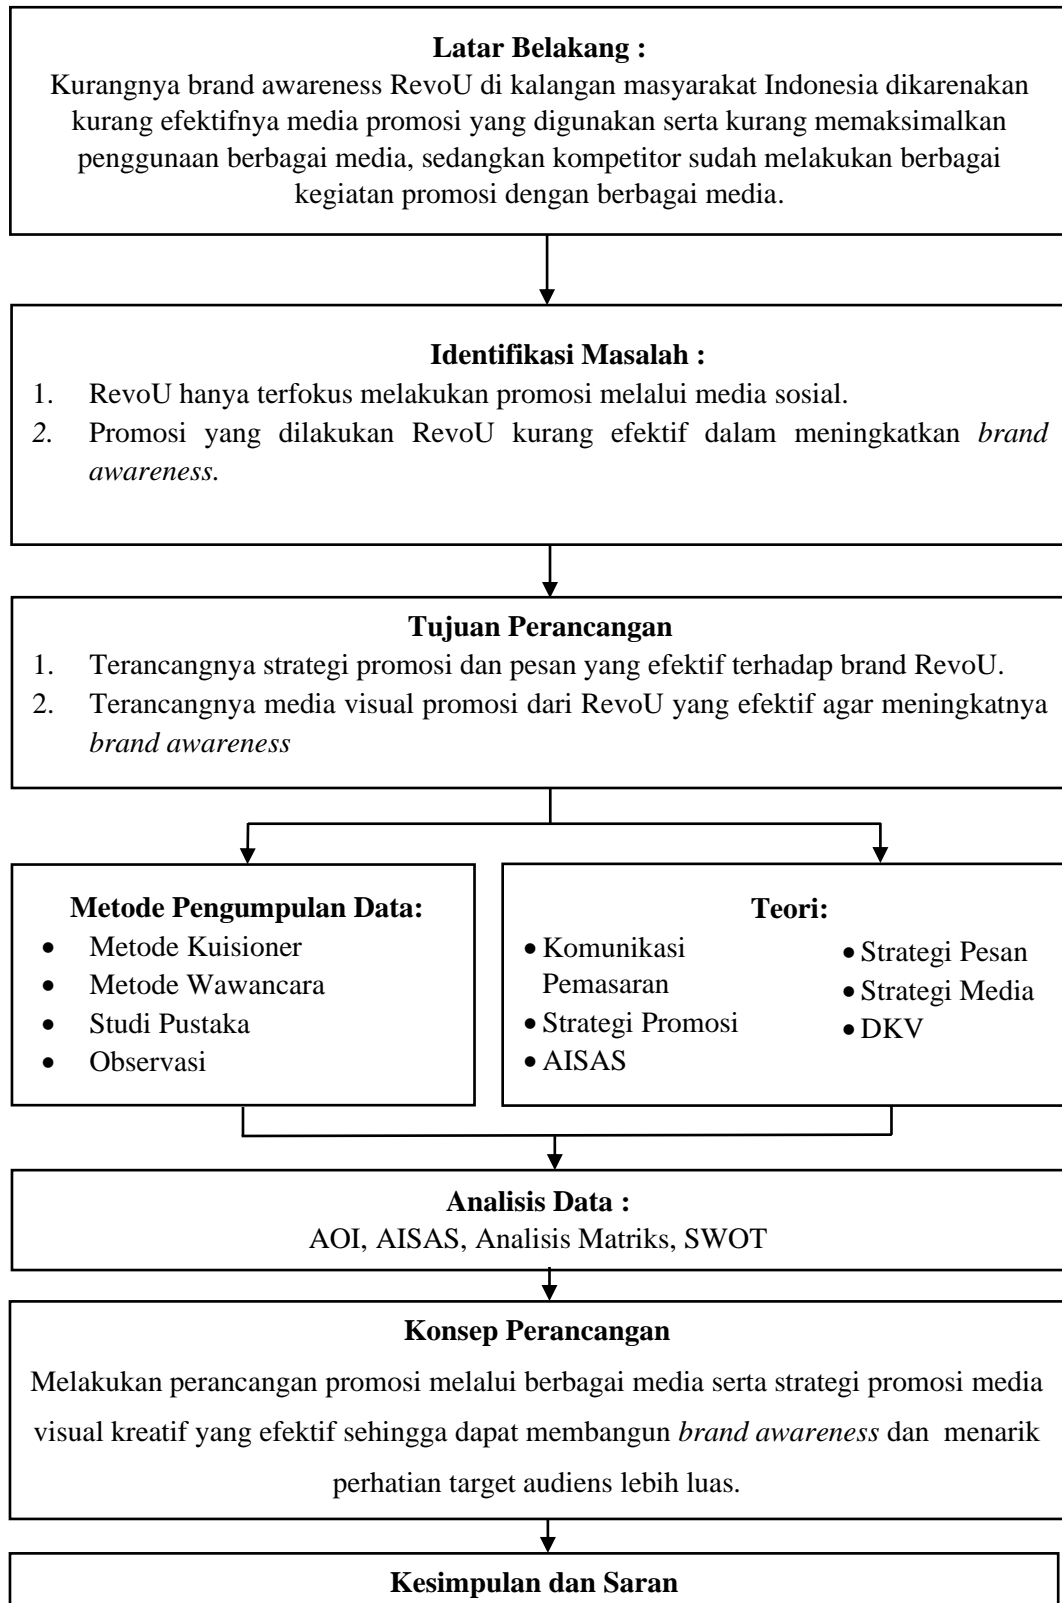 Latar Belakang :
Kurangnya brand awareness RevoU di kalangan masyarakat Indonesia dikarenakan
kurang efektifnya media promosi yang digunakan serta kurang memaksimalkan
penggunaan berbagai media, sedangkan kompetitor sudah melakukan berbagai
kegiatan promosi dengan berbagai media.
Identifikasi Masalah :
1. RevoU hanya terfokus melakukan promosi melalui media sosial.
2. Promosi yang dilakukan RevoU kurang efektif dalam meningkatkan brand
awareness.
Tujuan Perancangan
1. Terancangnya strategi promosi dan pesan yang efektif terhadap brand RevoU.
2. Terancangnya media visual promosi dari RevoU yang efektif agar meningkatnya
brand awareness
Metode Pengumpulan Data:
• Metode Kuisioner
• Metode Wawancara
• Studi Pustaka
• Observasi
Teori:
• Komunikasi
Pemasaran
• Strategi Promosi
• AISAS
• Strategi Pesan
• Strategi Media
• DKV
Analisis Data :
AOI, AISAS, Analisis Matriks, SWOT
Konsep Perancangan
Melakukan perancangan promosi melalui berbagai media serta strategi promosi media
visual kreatif yang efektif sehingga dapat membangun brand awareness dan menarik
perhatian target audiens lebih luas.
Kesimpulan dan Saran